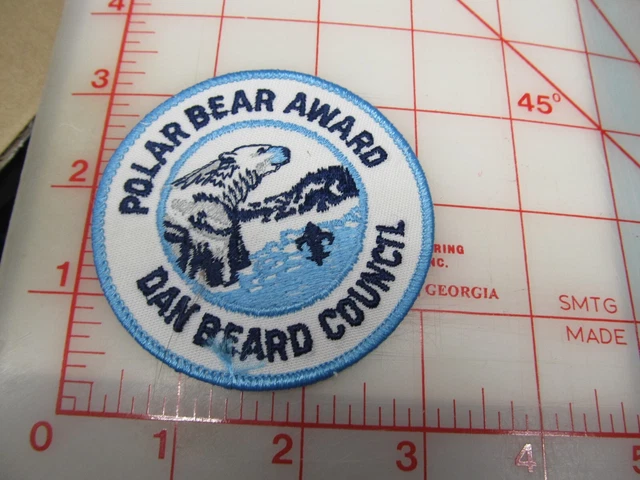 POLAR BEAR AWARD
DAN BEARD COUNCIL
4
3
2
1
0
1
2
3
4
5
45°
RING
NC.
GEORGIA
SMTG
MADE